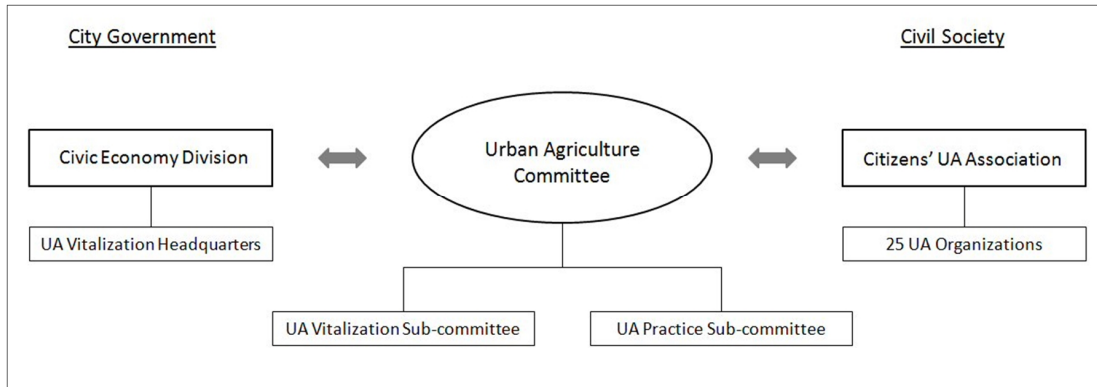 City Government
Civil Society
Civic Economy Division
Urban Agriculture
Committee
Citizens' UA Association
UA Vitalization Headquarters
25 UA Organizations
UA Vitalization Sub-committee
UA Practice Sub-committee